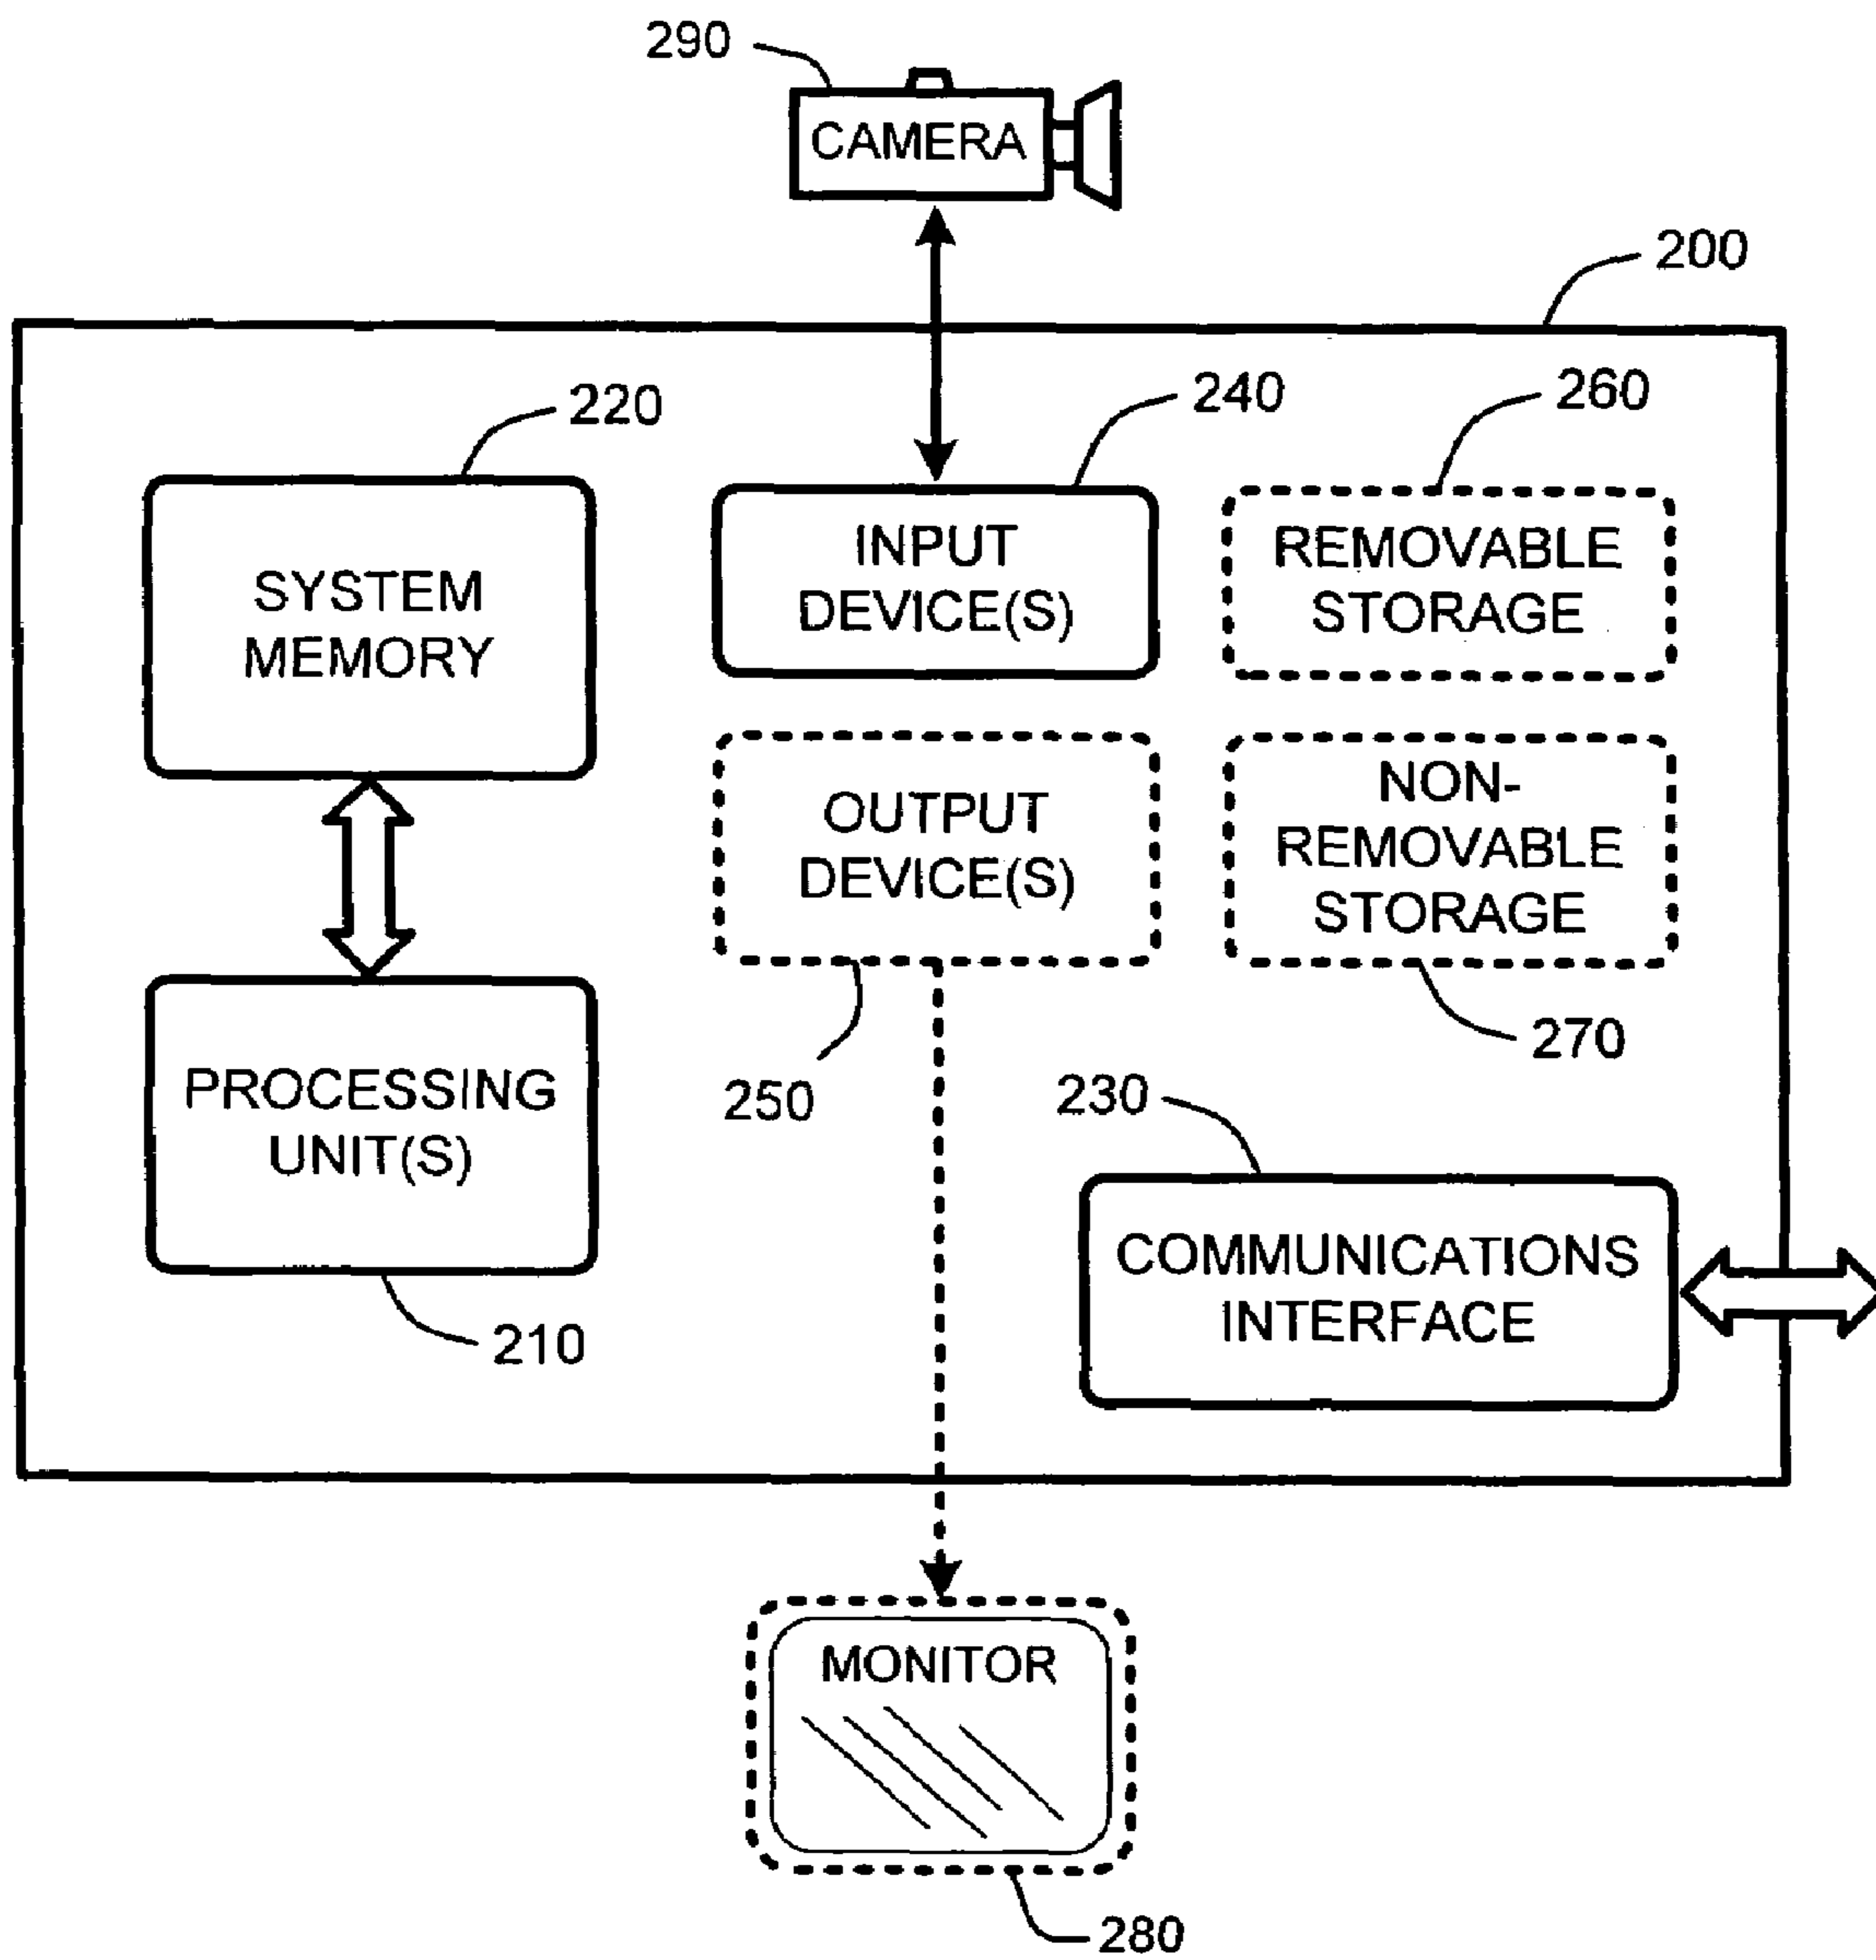 290
CAMERA
200
220
240
260
SYSTEM
MEMORY
INPUT
DEVICE(S)
REMOVABLE
STORAGE
OUTPUT
DEVICE(S)
NON-
REMOVABLE
STORAGE
250
270
PROCESSING
UNIT(S)
210
230
COMMUNICATIONS
INTERFACE
MONITOR
280